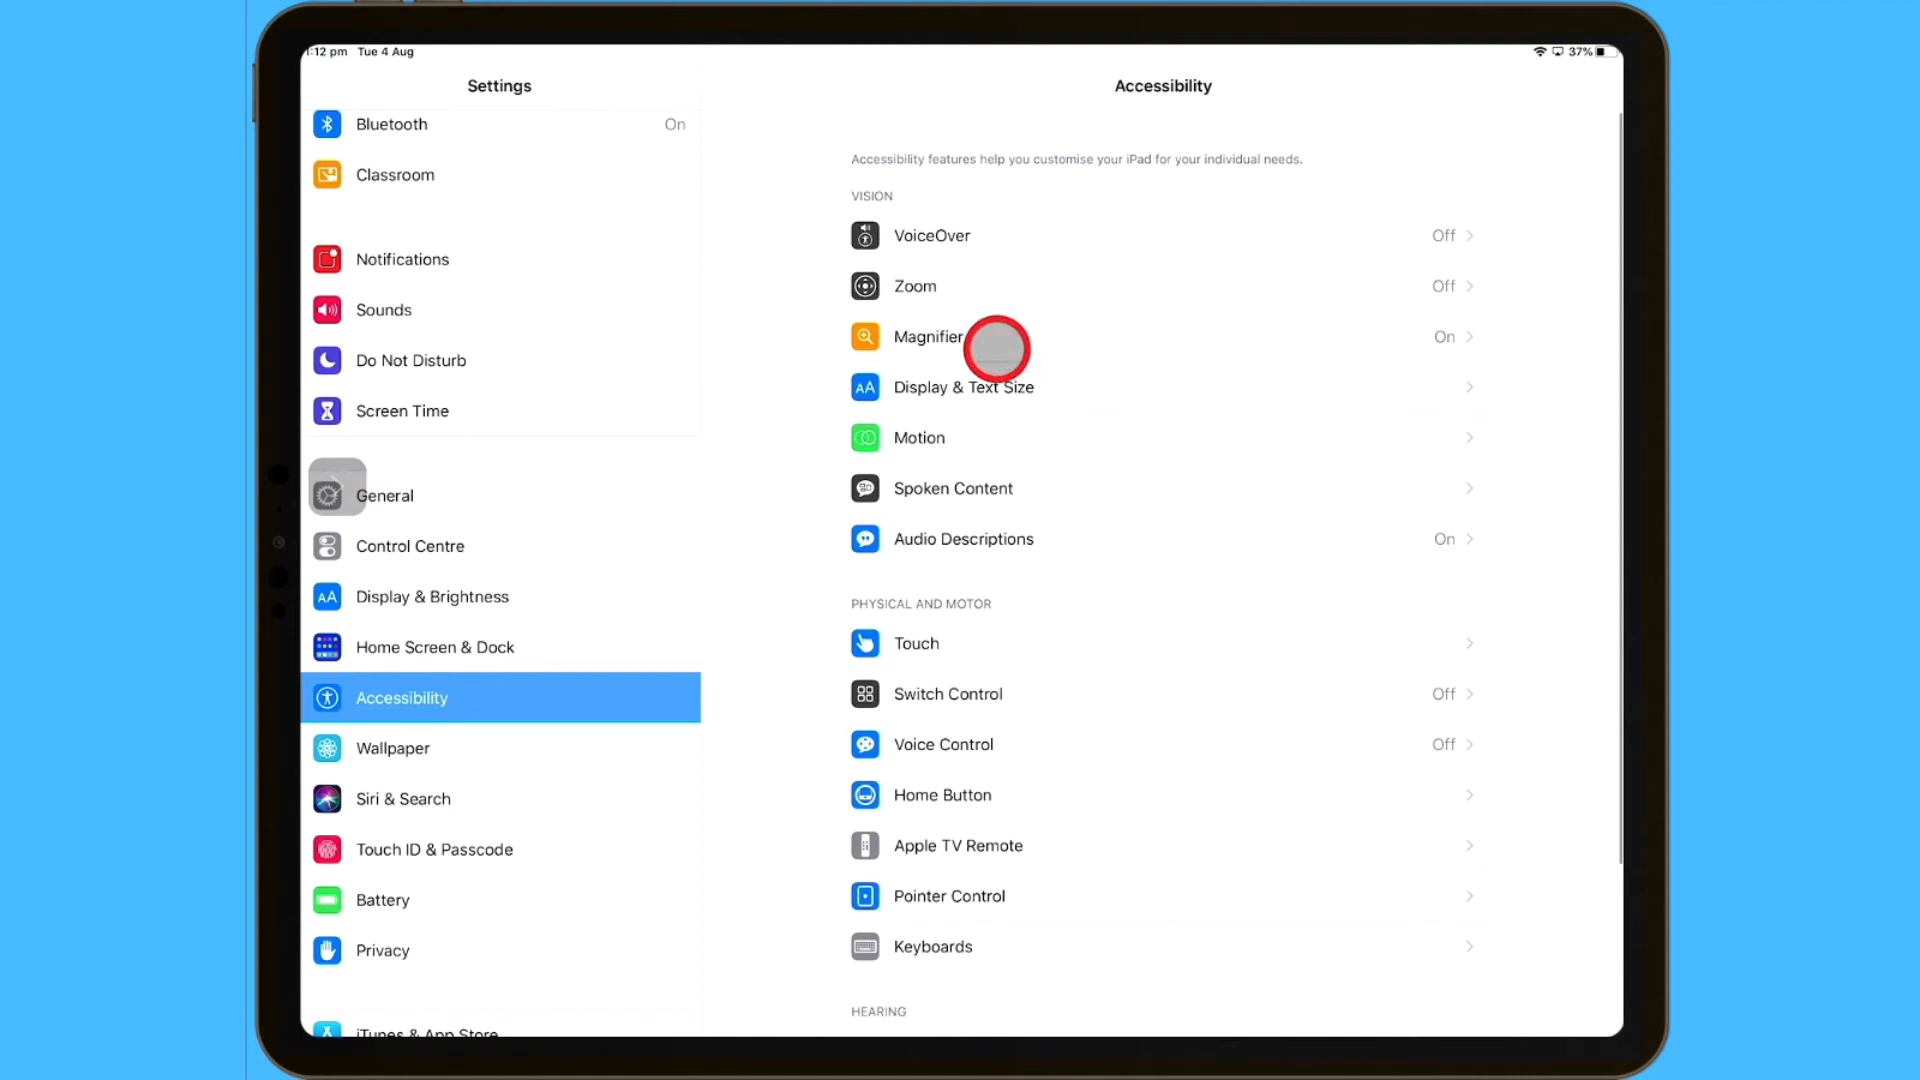 1:12 pm Tue 4 Aug
37%
Settings
Bluetooth On
Classroom
Notifications
Sounds
Do Not Disturb
Screen Time
General
Control Centre
AA Display & Brightness
Home Screen & Dock
Accessibility
Wallpaper
Siri & Search
Touch ID & Passcode
Battery
Privacy
iTunes & App Store
Accessibility
Accessibility features help you customise your iPad for your individual needs.
VISION
VoiceOver Off
Zoom Off
Magnifier On
AA Display & Text Size
Motion
Spoken Content
Audio Descriptions On
PHYSICAL AND MOTOR
Touch
Switch Control Off
Voice Control Off
Home Button
Apple TV Remote
Pointer Control
Keyboards
HEARING